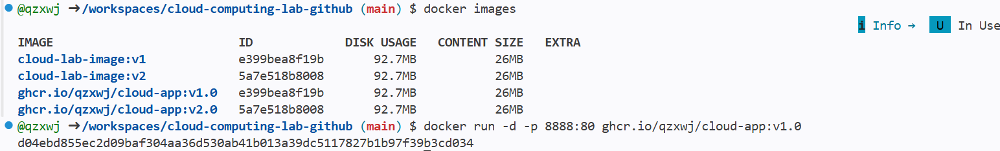 @qzxwj ➜/workspaces/cloud-computing-lab-github (main) $ docker images
i Info → U In Use
IMAGE ID DISK USAGE CONTENT SIZE EXTRA
cloud-lab-image:v1 e399bea8f19b 92.7MB 26MB
cloud-lab-image:v2 5a7e518b8008 92.7MB 26MB
ghcr.io/qzxwj/cloud-app:v1.0 e399bea8f19b 92.7MB 26MB
ghcr.io/qzxwj/cloud-app:v2.0 5a7e518b8008 92.7MB 26MB
@qzxwj ➜/workspaces/cloud-computing-lab-github (main) $ docker run -d -p 8888:80 ghcr.io/qzxwj/cloud-app:v1.0
d04ebd855ec2d09baf304aa36d530ab41b013a39dc5117827b1b97f39b3cd034